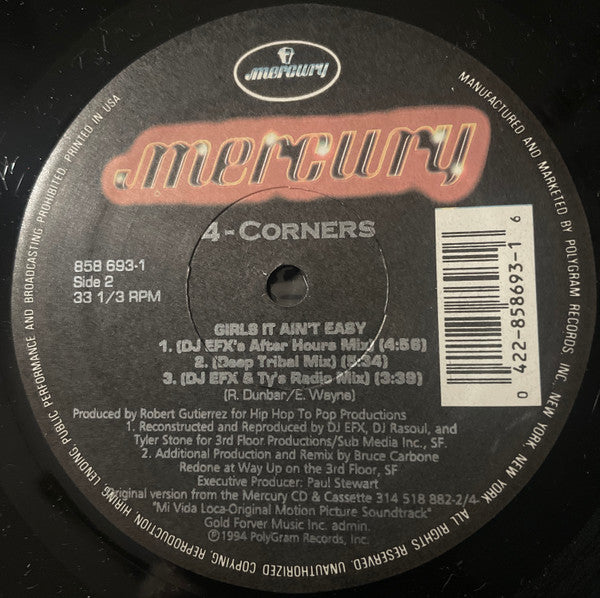 mercury
mercury
4-CORNERS
858 693-1
Side 2
33 1/3 RPM
GIRLS IT AIN'T EASY
1. (DJ EFX's After Hours Mix) (4:56)
2. (Deep Tribal Mix) (5:34)
3. (DJ EFX & Ty's Radio Mix) (3:39)
(R. Dunbar/E. Wayne)
Produced by Robert Gutierrez for Hip Hop To Pop Productions
1. Reconstructed and Reproduced by DJ EFX, DJ Rasoul, and
Tyler Stone for 3rd Floor Productions/Sub Media Inc., SF.
2. Additional Production and Remix by Bruce Carbone
Redone at Way Up on the 3rd Floor, SF
Executive Producer: Paul Stewart
Original version from the Mercury CD & Cassette 314 518 882-2/4-
"Mi Vida Loca-Original Motion Picture Soundtrack"
Gold Forver Music Inc. admin.
℗1994 PolyGram Records, Inc.
0 422-858693-1 6
MANUFACTURED AND MARKETED BY POLYGRAM RECORDS, INC. NEW YORK, NEW YORK. ALL RIGHTS RESERVED. UNAUTHORIZED COPYING, REPRODUCTION HIRING, LENDING, PUBLIC PERFORMANCE AND BROADCASTING PROHIBITED. PRINTED IN USA